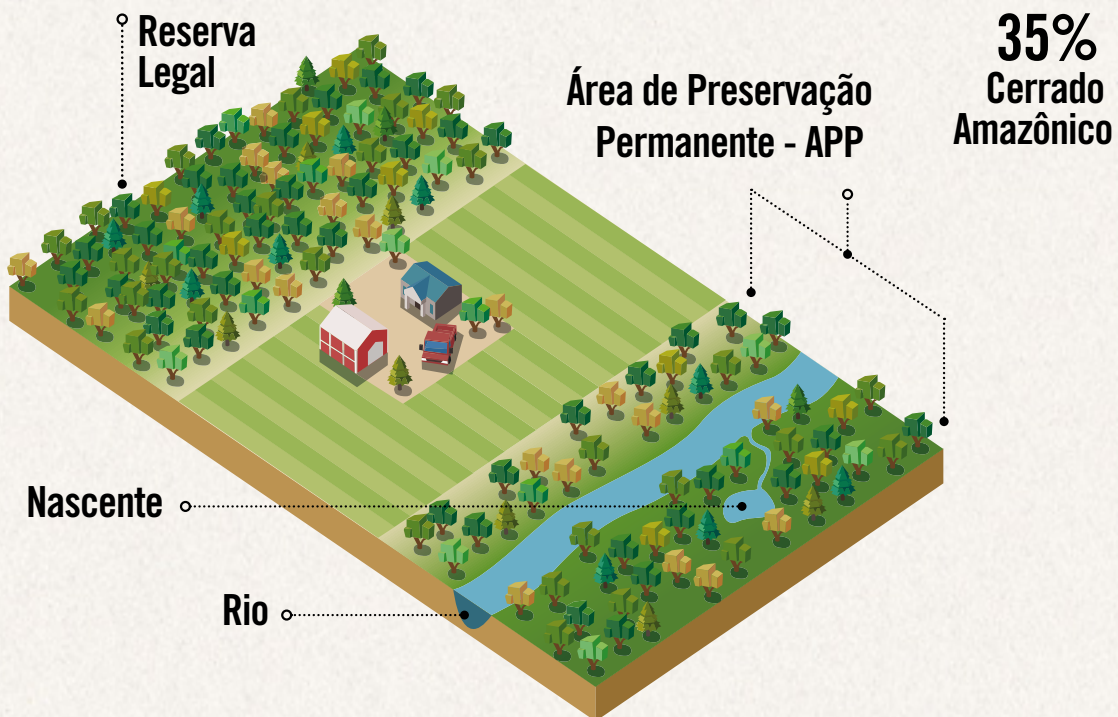 Reserva
Legal
Área de Preservação
Permanente - APP
35%
Cerrado
Amazônico
Nascente
Rio